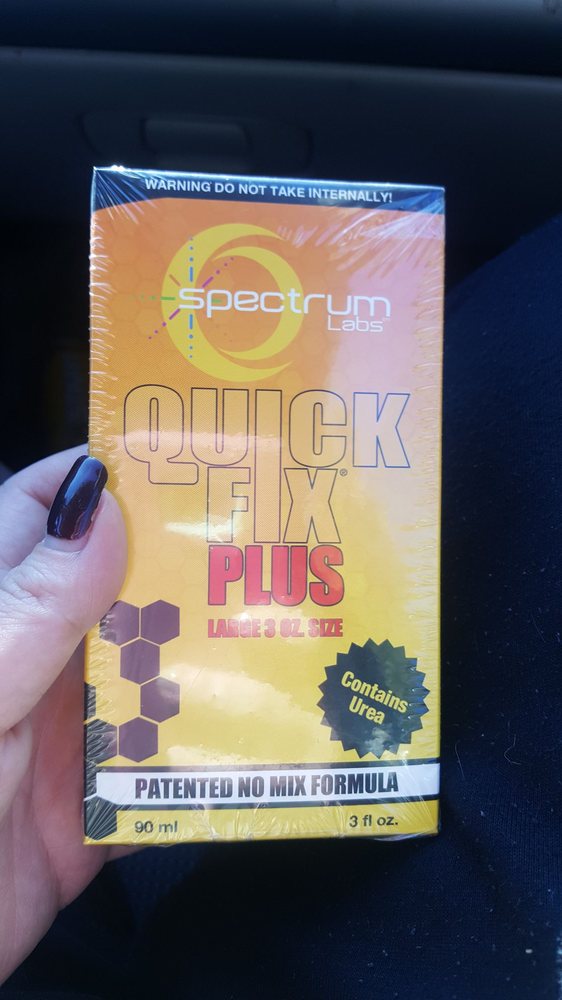 WARNING DO NOT TAKE INTERNALLY!
spectrum
Labs
QUICK
FIX®
PLUS
LARGE 3 OZ. SIZE
Contains
Urea
PATENTED NO MIX FORMULA
90 ml 3 fl oz.